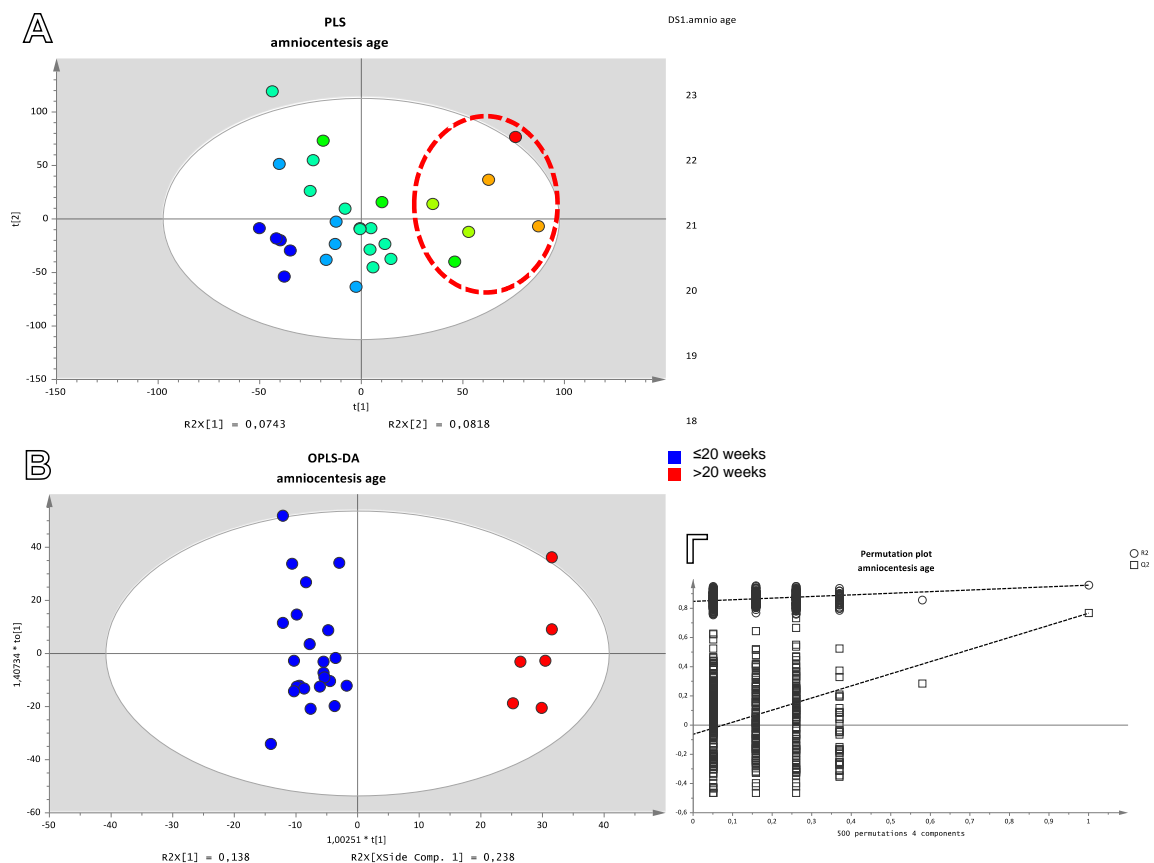 A
PLS
amniocentesis age
DS1.amnio age
23
22
21
20
19
18
100
50
0
-50
-100
-150
t[2]
-150
-100
-50
0
50
100
t[1]
R2X[1] = 0,0743
R2X[2] = 0,0818
B
OPLS-DA
amniocentesis age
≤20 weeks
>20 weeks
40
20
0
-20
-40
-60
1,40734 * to[1]
-50
-40
-30
-20
-10
0
10
20
30
40
1,00251 * t[1]
R2X[1] = 0,138
R2X[XSide Comp. 1] = 0,238
Γ
Permutation plot
amniocentesis age
R2
Q2
0,8
0,6
0,4
0,2
0
-0,2
-0,4
-0,6
0
0,1
0,2
0,3
0,4
0,5
0,6
0,7
0,8
0,9
1
500 permutations 4 components